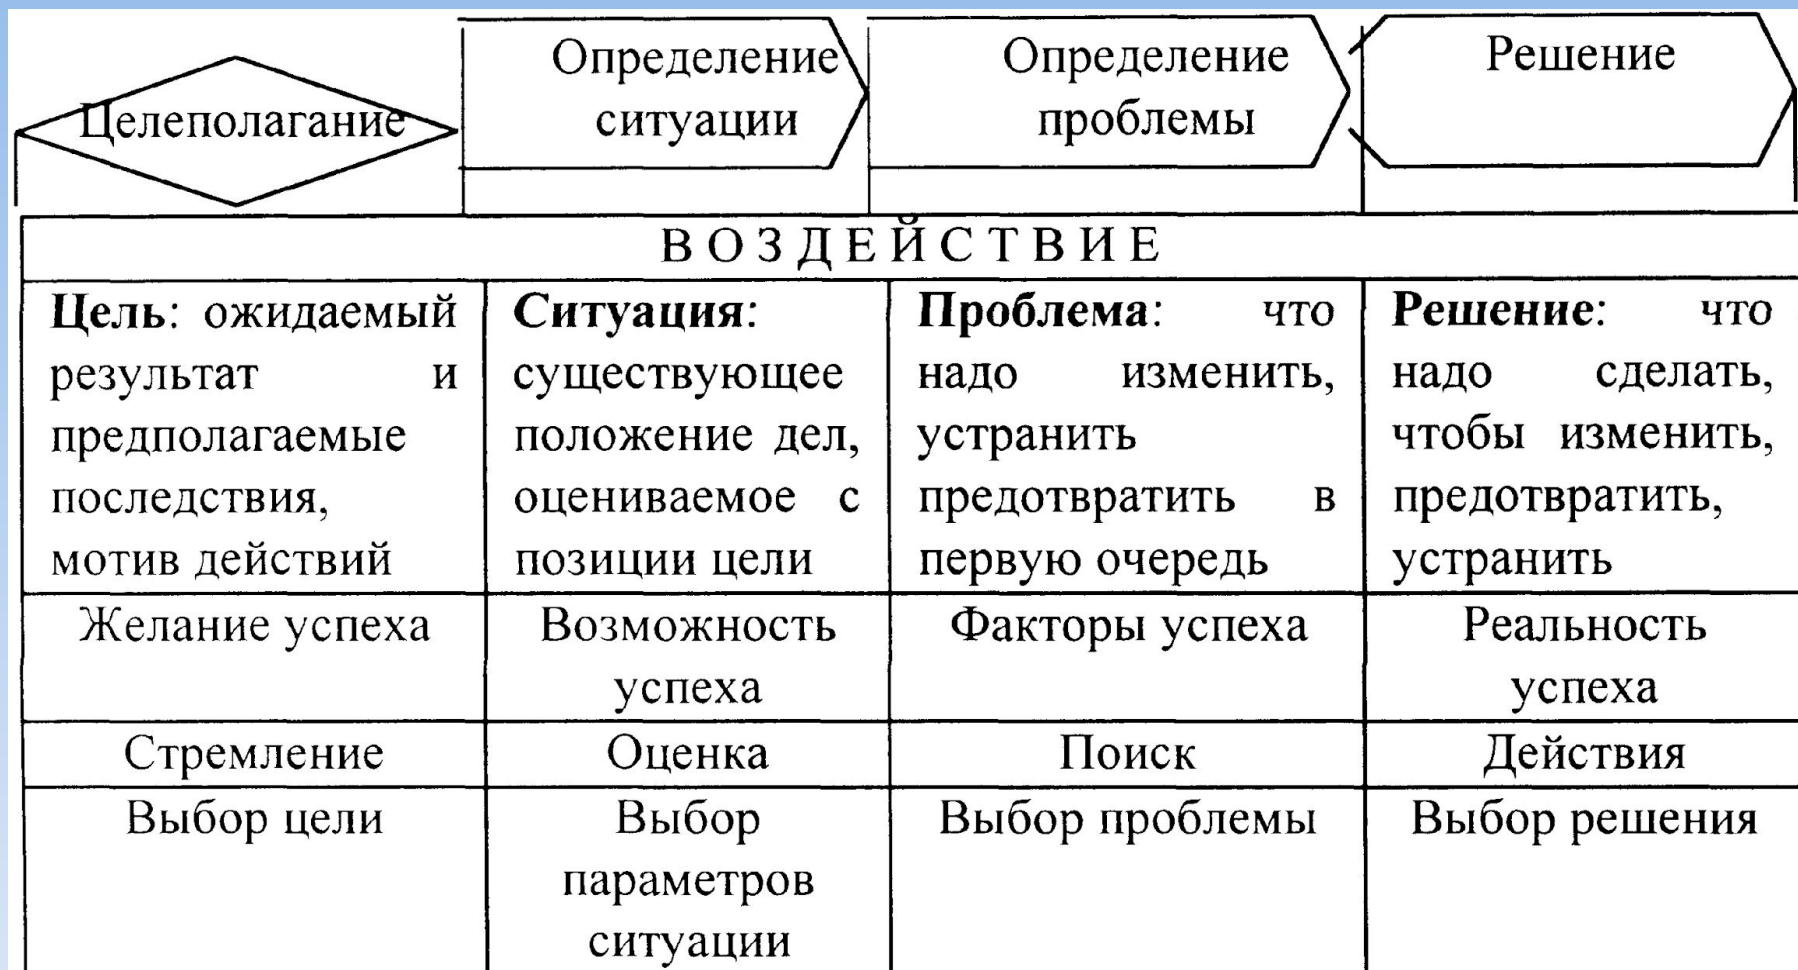 Целеполагание
Определение
ситуации
Определение
проблемы
Решение
ВОЗДЕЙСТВИЕ
Цель: ожидаемый
результат и
предполагаемые
последствия,
мотив действий
Ситуация:
существующее
положение дел,
оцениваемое с
позиции цели
Проблема: что
надо изменить,
устранить
предотвратить в
первую очередь
Решение: что
надо сделать,
чтобы изменить,
предотвратить,
устранить
Желание успеха
Возможность
успеха
Факторы успеха
Реальность
успеха
Стремление
Оценка
Поиск
Действия
Выбор цели
Выбор
параметров
ситуации
Выбор проблемы
Выбор решения